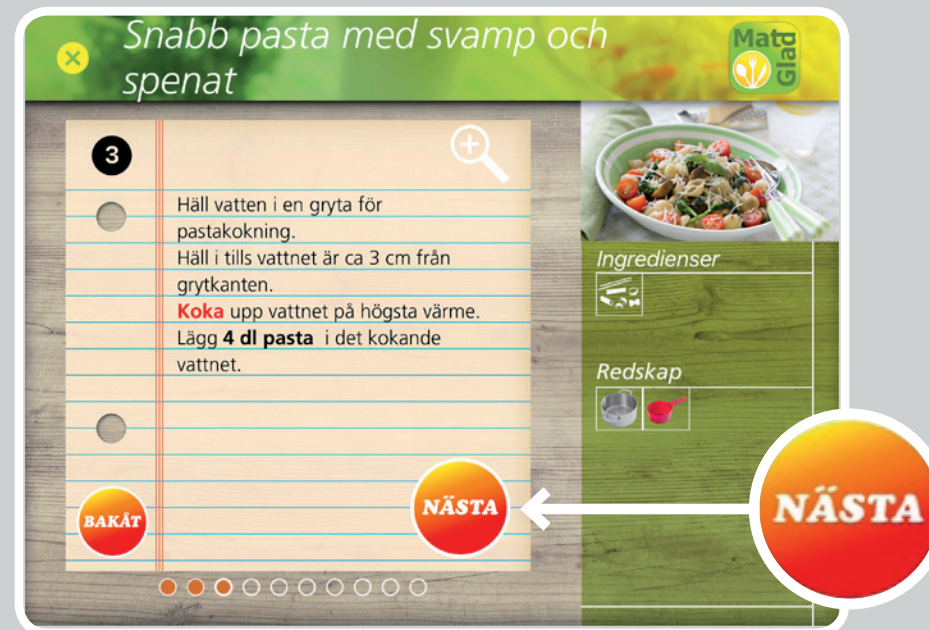 Snabb pasta med svamp och
spenat
Mat
Glad
3
Häll vatten i en gryta för
pastakokning.
Häll i tills vattnet är ca 3 cm från
grytkanten.
Koka upp vattnet på högsta värme.
Lägg 4 dl pasta i det kokande
vattnet.
BAKÅT
NÄSTA
Ingredienser
Redskap
NÄSTA